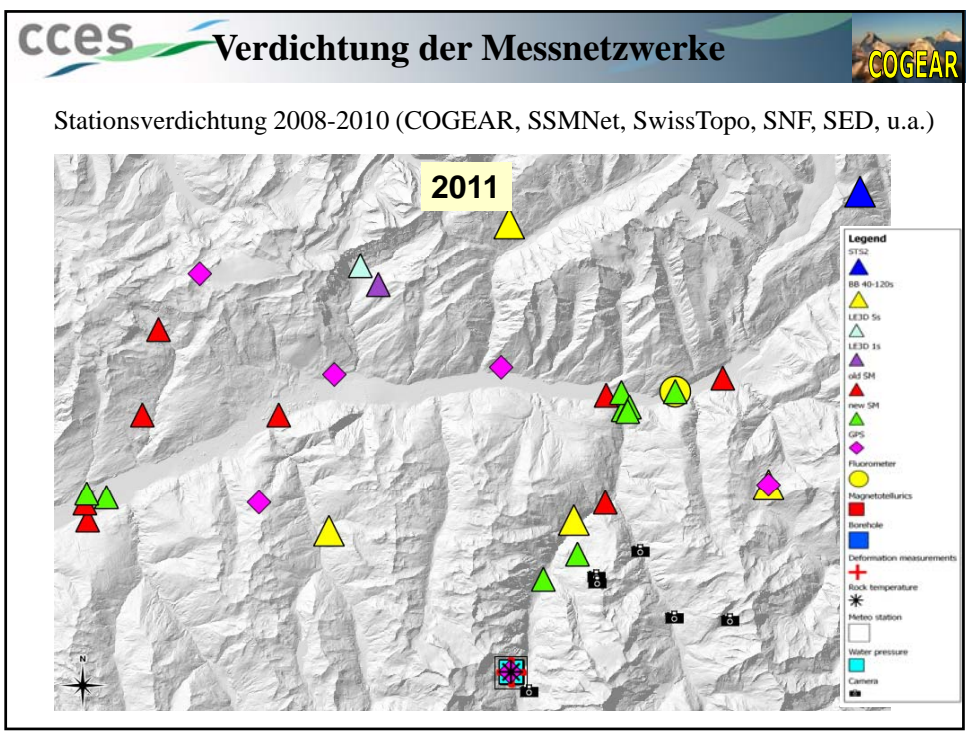 cces
Verdichtung der Messnetzwerke
COGEAR
Stationsverdichtung 2008-2010 (COGEAR, SSMNet, SwissTopo, SNF, SED, u.a.)
2011
Legend
STS2
BB 40-120s
LE3D 5s
LE3D 1s
old SM
new SM
GPS
Fluorometer
Magnetotellurics
Borehole
Deformation measurements
Rock temperature
Meteo station
Water pressure
Camera
N